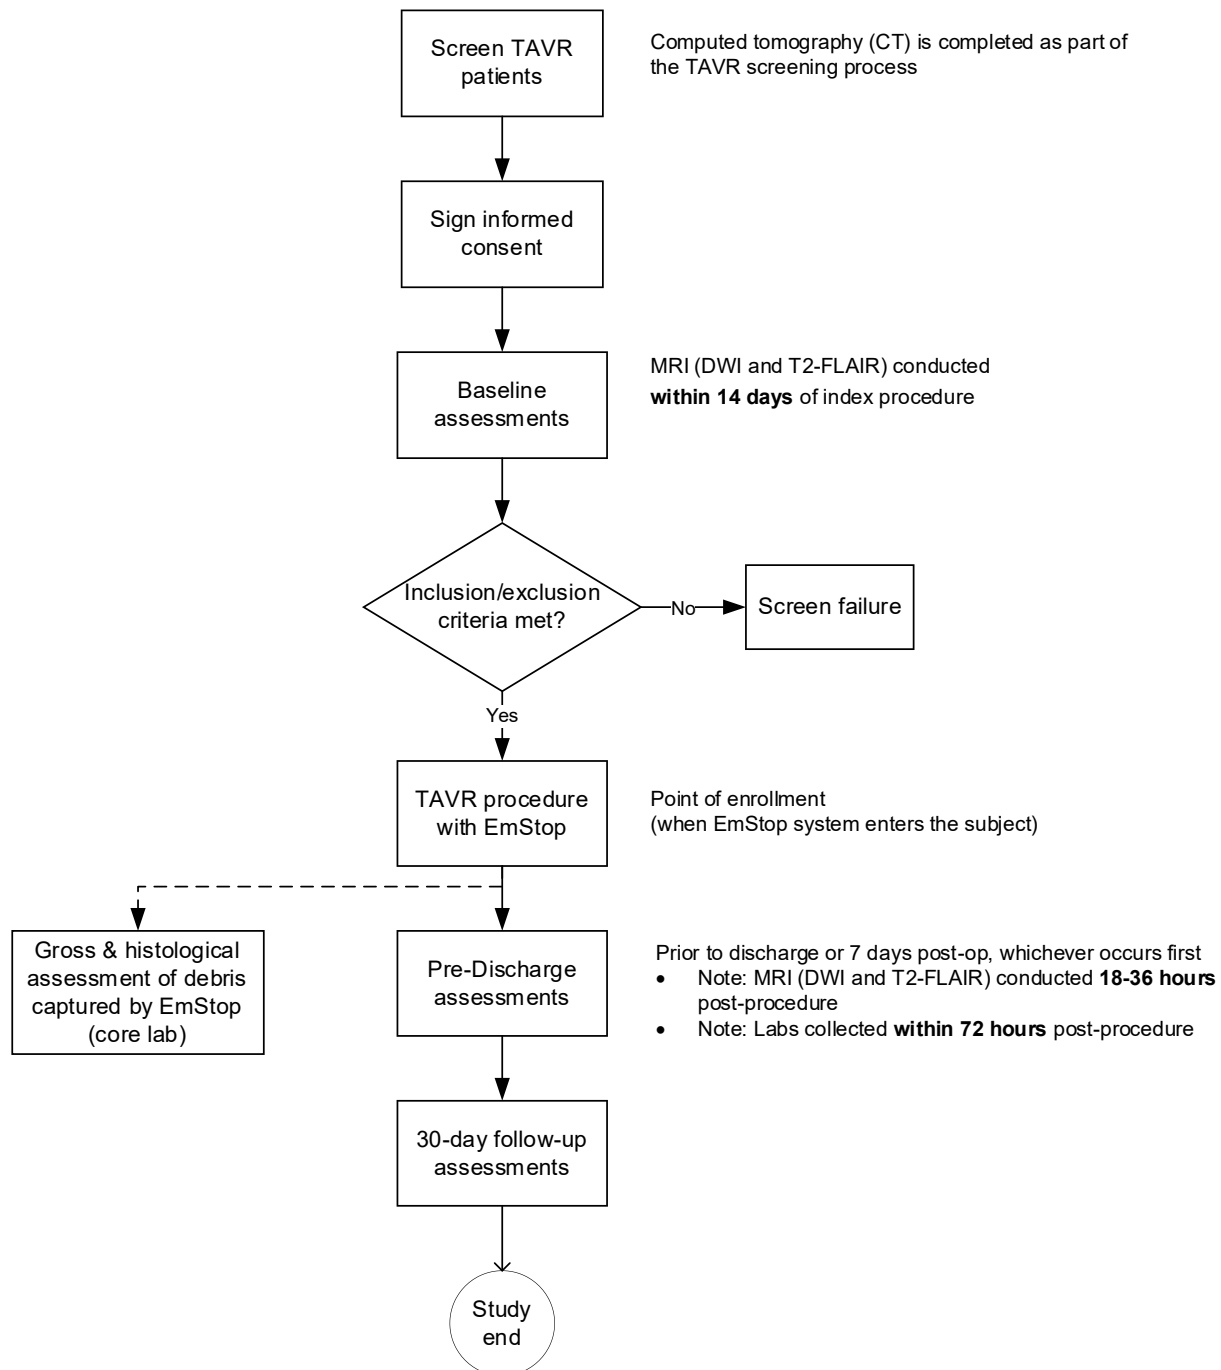 Screen TAVR
patients
Computed tomography (CT) is completed as part of
the TAVR screening process
Sign informed
consent
Baseline
assessments
MRI (DWI and T2-FLAIR) conducted
within 14 days of index procedure
Inclusion/exclusion
criteria met?
No
Screen failure
Yes
TAVR procedure
with EmStop
Point of enrollment
(when EmStop system enters the subject)
Gross & histological
assessment of debris
captured by EmStop
(core lab)
Pre-Discharge
assessments
Prior to discharge or 7 days post-op, whichever occurs first
• Note: MRI (DWI and T2-FLAIR) conducted 18-36 hours
post-procedure
• Note: Labs collected within 72 hours post-procedure
30-day follow-up
assessments
Study
end